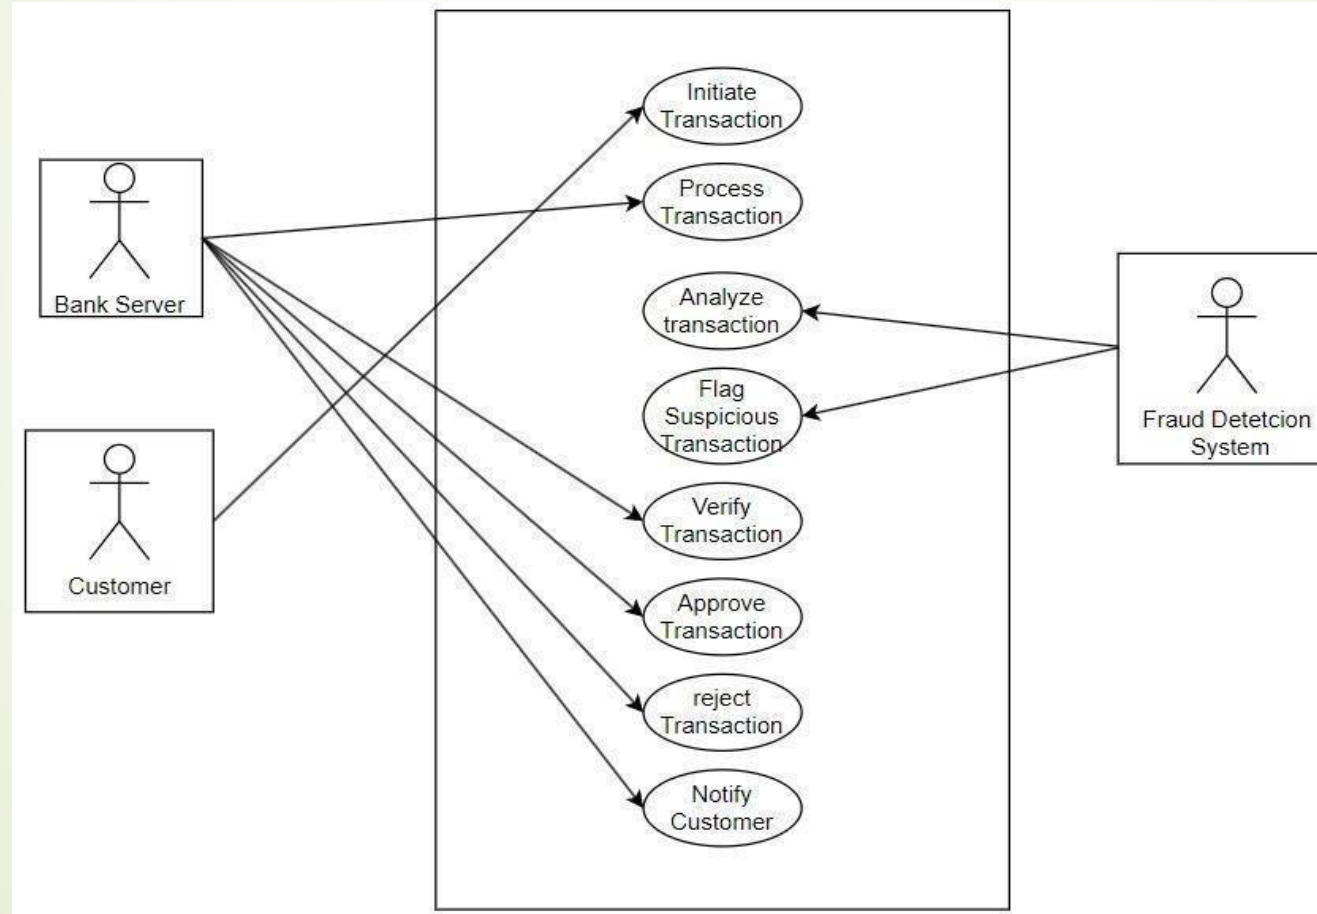 Initiate
Transaction
Process
Transaction
Bank Server
Analyze
transaction
Flag
Suspicious
Transaction
Fraud Detetcion
System
Verify
Transaction
Customer
Approve
Transaction
reject
Transaction
Notify
Customer